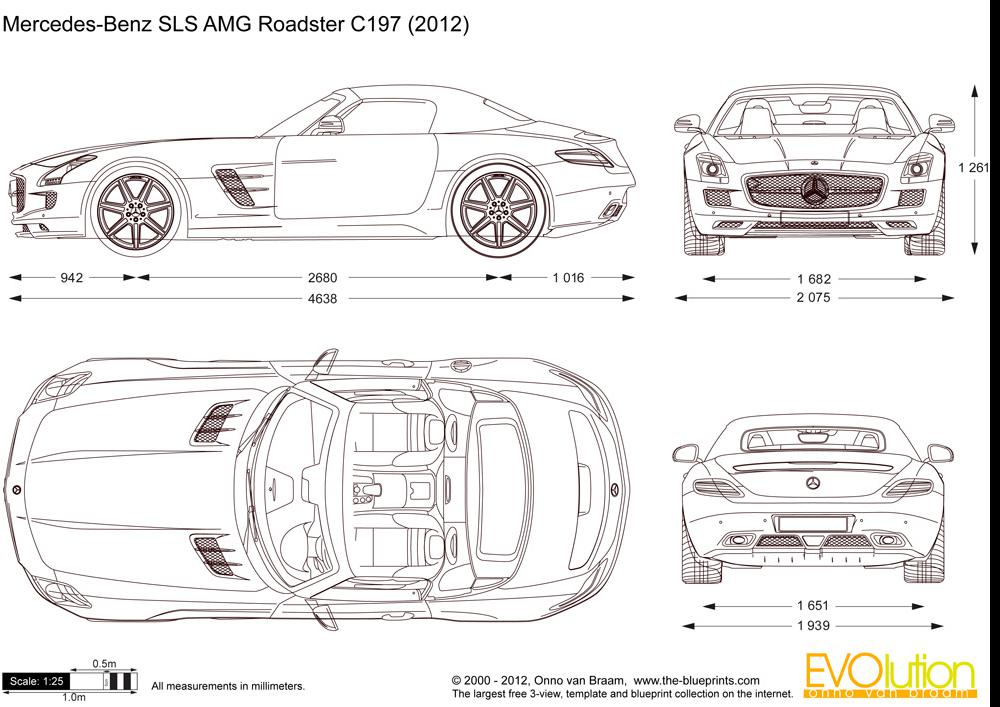 Mercedes-Benz SLS AMG Roadster C197 (2012)
1 261
942
2680
1 016
4638
1 682
2 075
1 651
1 939
0.5m
Scale: 1:25
1.0m
All measurements in millimeters.
© 2000 - 2012, Onno van Braam, www.the-blueprints.com
The largest free 3-view, template and blueprint collection on the internet.
EVOlution
onno van braam